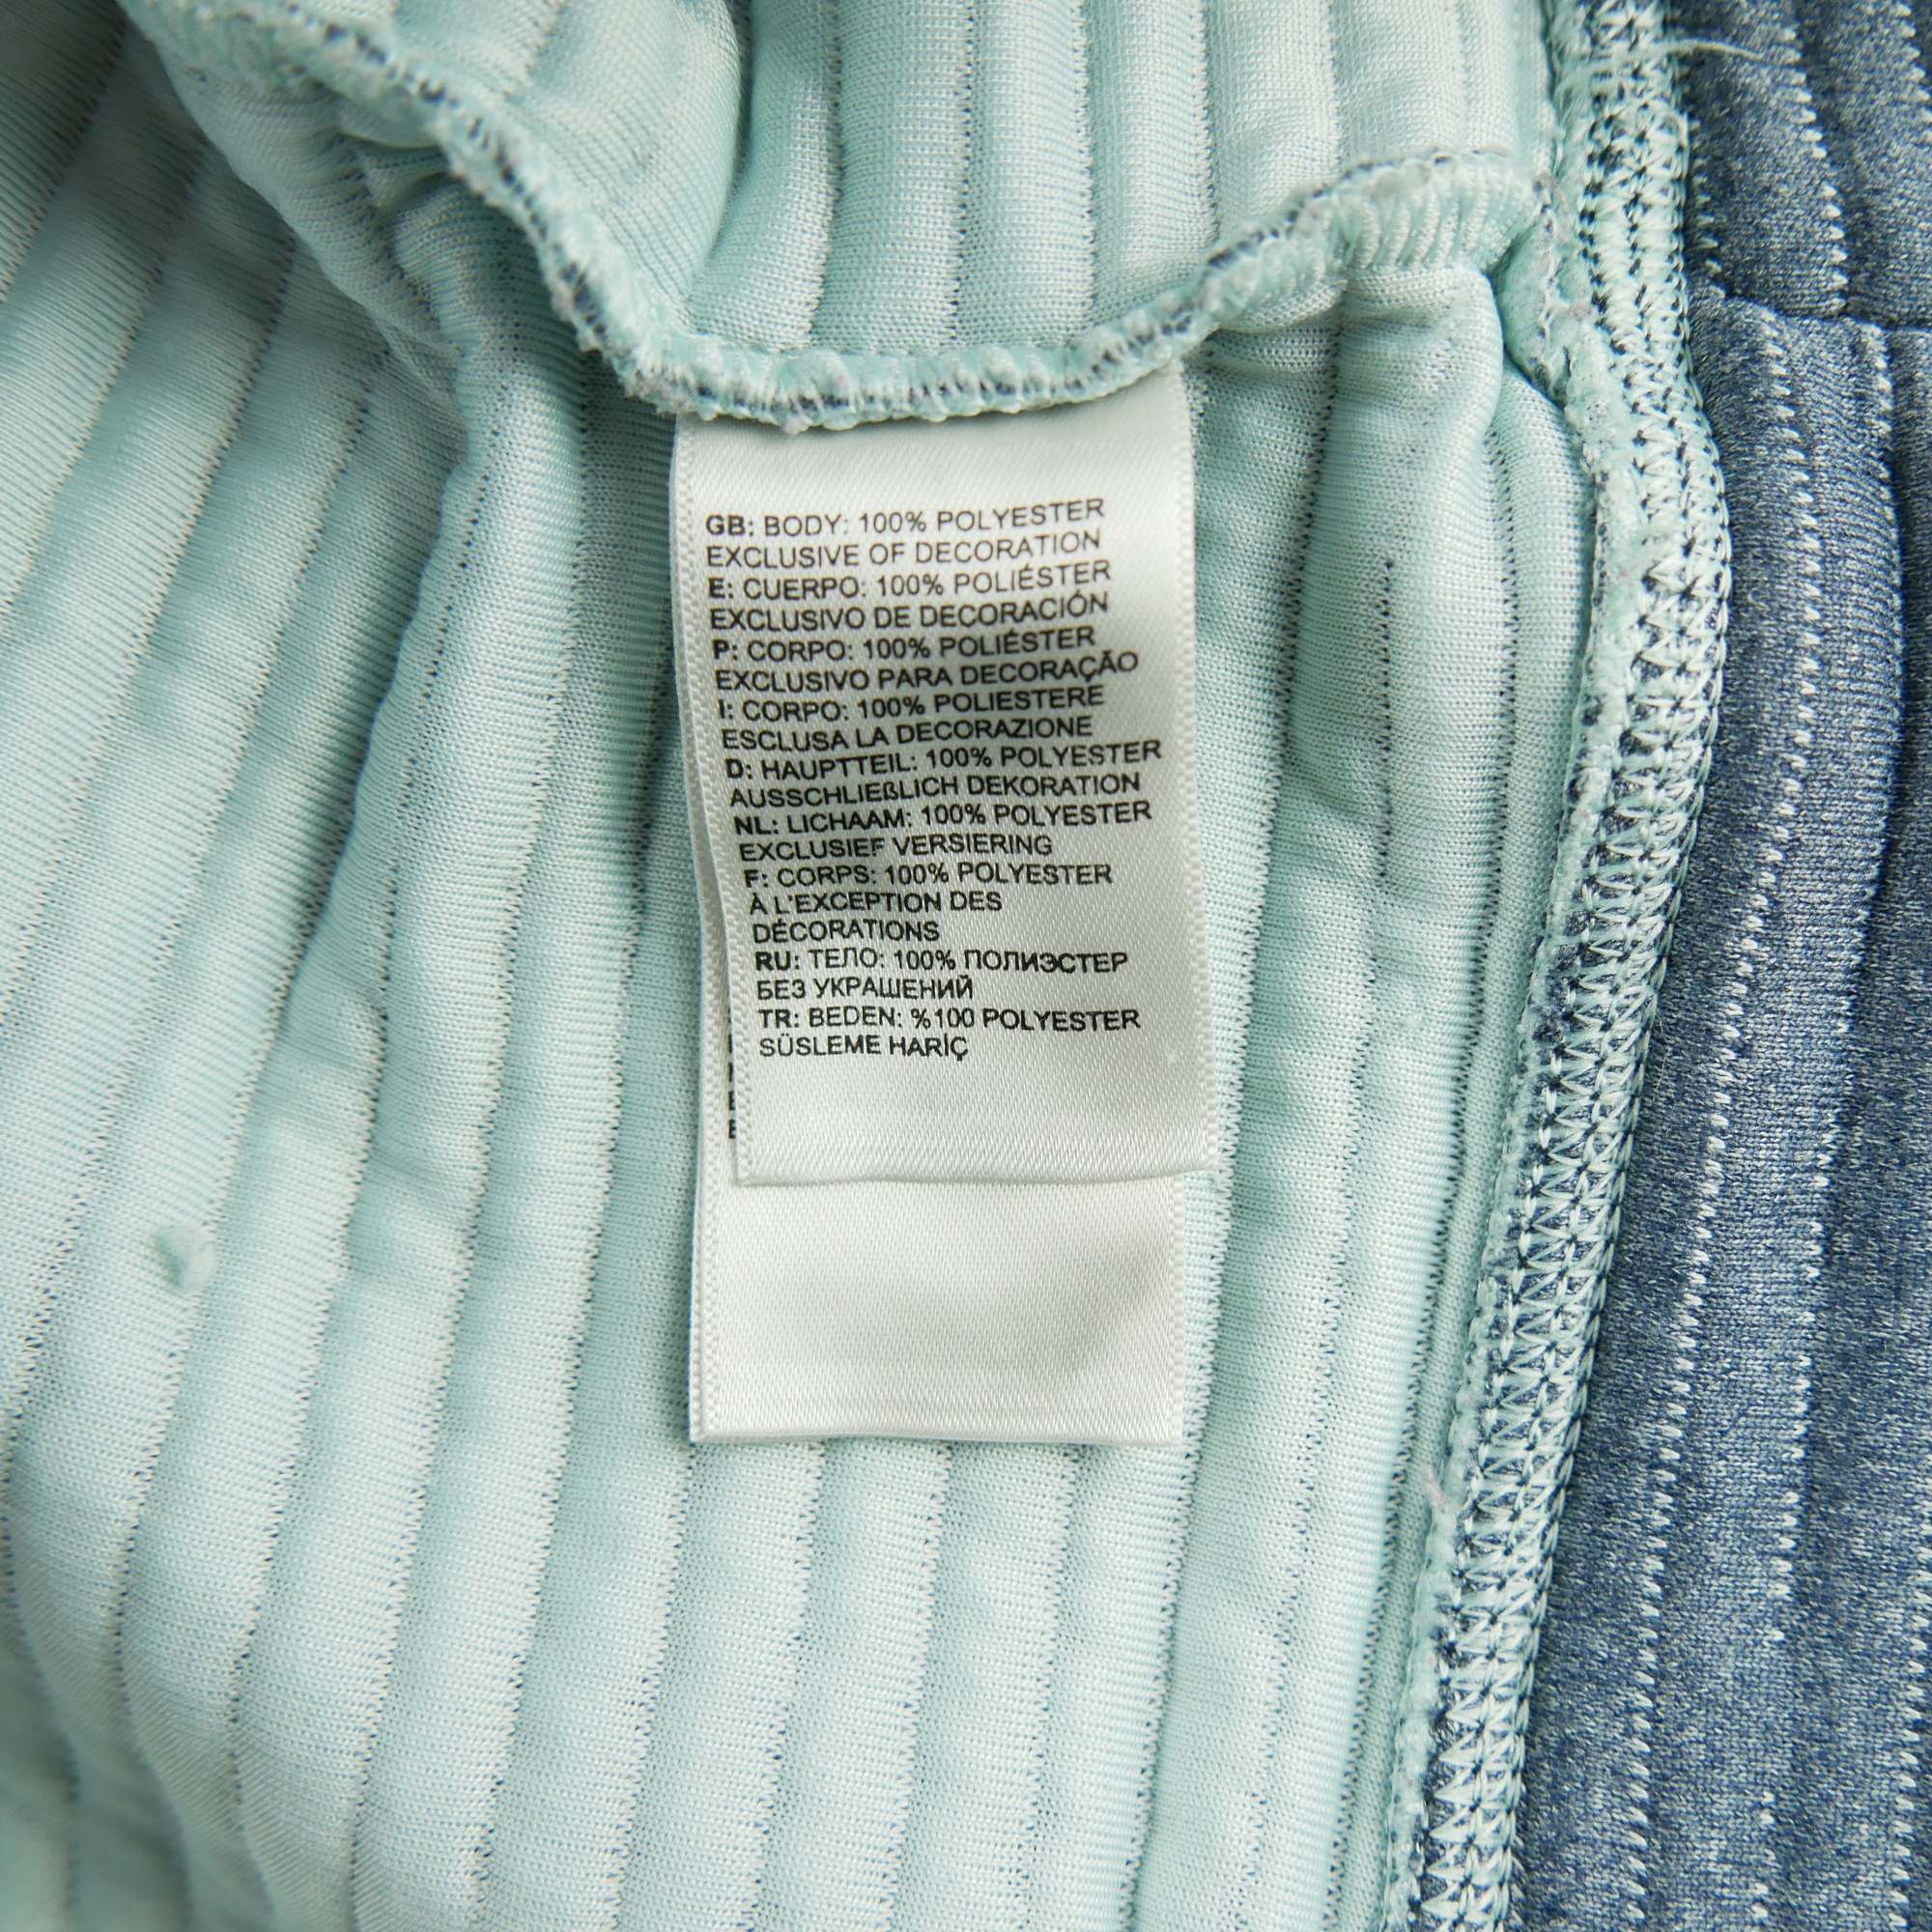 GB: BODY: 100% POLYESTER
EXCLUSIVE OF DECORATION
E: CUERPO: 100% POLIÉSTER
EXCLUSIVO DE DECORACIÓN
P: CORPO: 100% POLIÉSTER
EXCLUSIVO PARA DECORAÇÃO
I: CORPO: 100% POLIESTERE
ESCLUSA LA DECORAZIONE
D: HAUPTTEIL: 100% POLYESTER
AUSSCHLIEßLICH DEKORATION
NL: LICHAAM: 100% POLYESTER
EXCLUSIEF VERSIERING
F: CORPS: 100% POLYESTER
À L'EXCEPTION DES
DÉCORATIONS
RU: ТЕЛО: 100% ПОЛИЭСТЕР
БЕЗ УКРАШЕНИЙ
TR: BEDEN: %100 POLYESTER
SÜSLEME HARİÇ